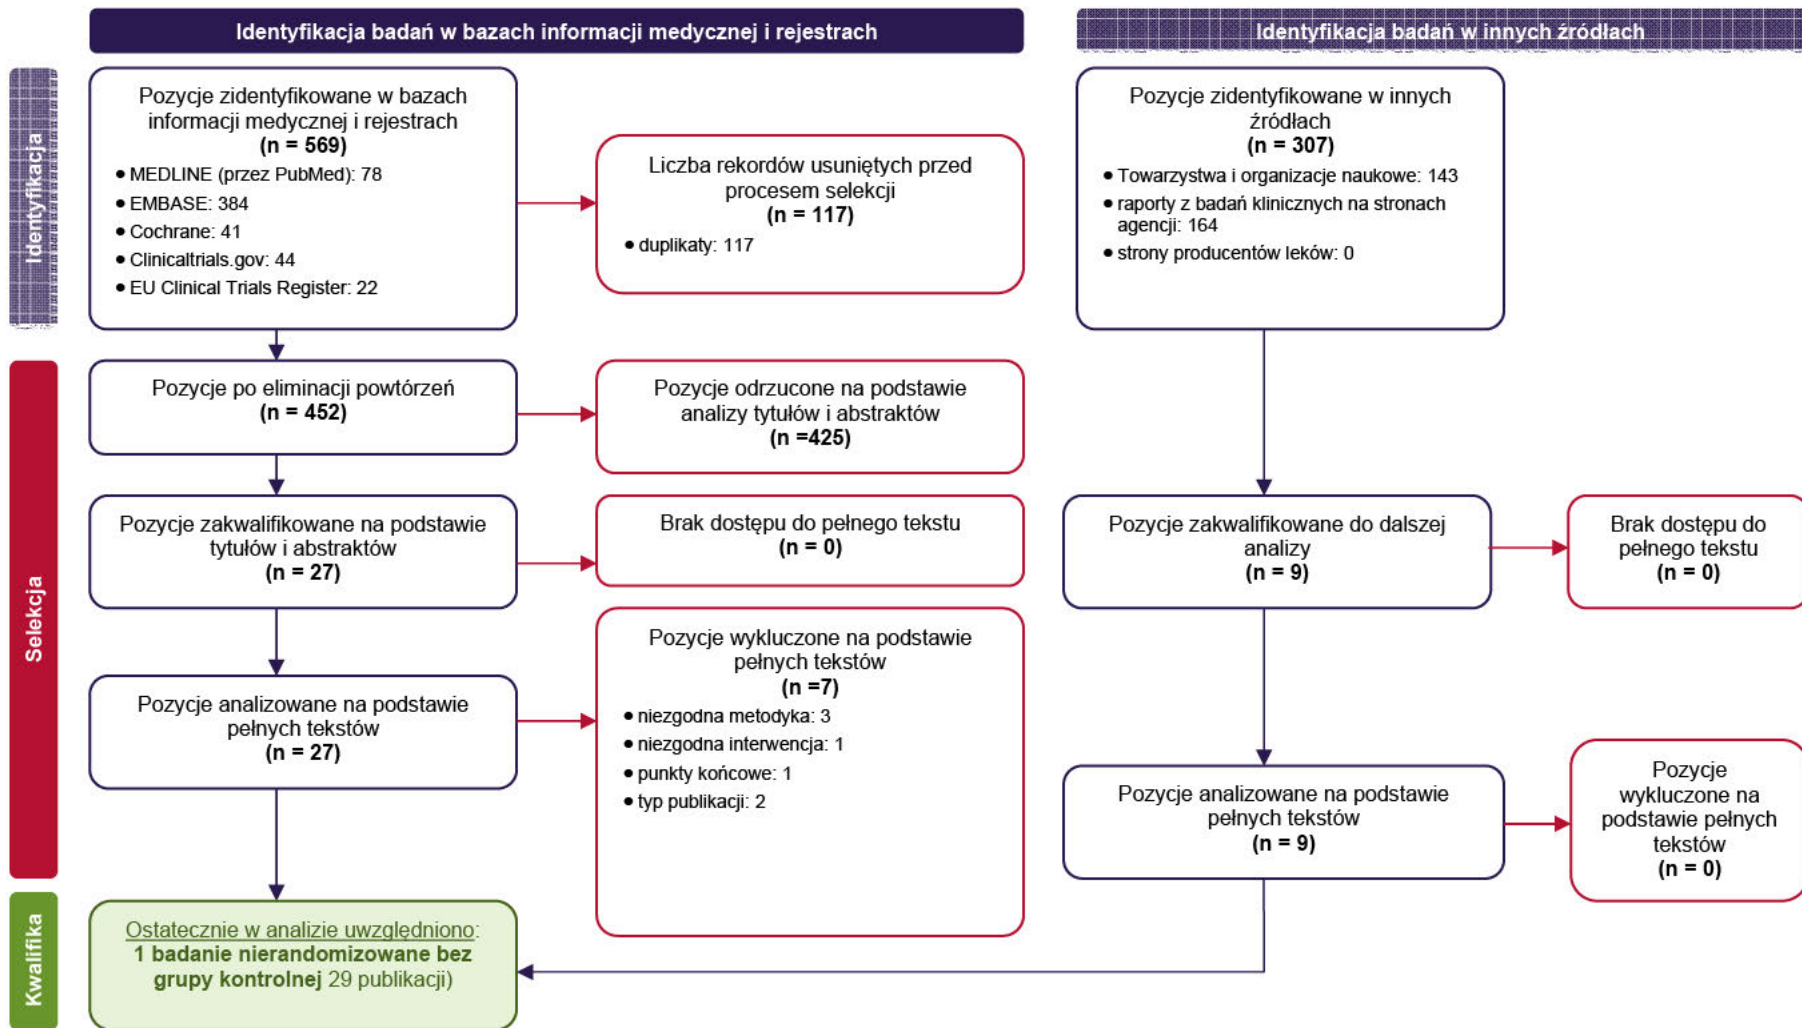 Identyfikacja badań w bazach informacji medycznej i rejestrach
Identyfikacja badań w innych źródłach
Identyfikacja
Pozycje zidentyfikowane w bazach
informacji medycznej i rejestrach
(n = 569)
• MEDLINE (przez PubMed): 78
• EMBASE: 384
• Cochrane: 41
• Clinicaltrials.gov: 44
• EU Clinical Trials Register: 22
Liczba rekordów usuniętych przed
procesem selekcji
(n = 117)
• duplikaty: 117
Pozycje zidentyfikowane w innych
źródłach
(n = 307)
• Towarzystwa i organizacje naukowe: 143
• raporty z badań klinicznych na stronach
agencji: 164
• strony producentów leków: 0
Selekcja
Pozycje po eliminacji powtórzeń
(n = 452)
Pozycje odrzucone na podstawie
analizy tytułów i abstraktów
(n =425)
Pozycje zakwalifikowane na podstawie
tytułów i abstraktów
(n = 27)
Brak dostępu do pełnego tekstu
(n = 0)
Pozycje zakwalifikowane do dalszej
analizy
(n = 9)
Brak dostępu do
pełnego tekstu
(n = 0)
Pozycje analizowane na podstawie
pełnych tekstów
(n = 27)
Pozycje wykluczone na podstawie
pełnych tekstów
(n =7)
• niezgodna metodyka: 3
• niezgodna interwencja: 1
• punkty końcowe: 1
• typ publikacji: 2
Pozycje analizowane na podstawie
pełnych tekstów
(n = 9)
Pozycje
wykluczone na
podstawie pełnych
tekstów
(n = 0)
Kwalifika
Ostatecznie w analizie uwzględniono:
1 badanie nierandomizowane bez
grupy kontrolnej 29 publikacji)